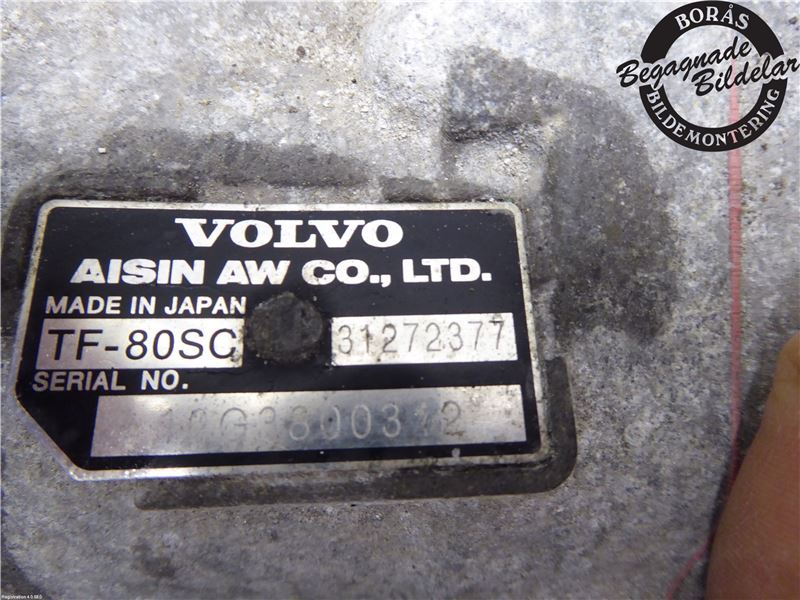 BORÅS
Begagnade
Bildelar
BILDEMONTERING
VOLVO
AISIN AW CO., LTD.
MADE IN JAPAN
TF-80SC
31272377
SERIAL NO.